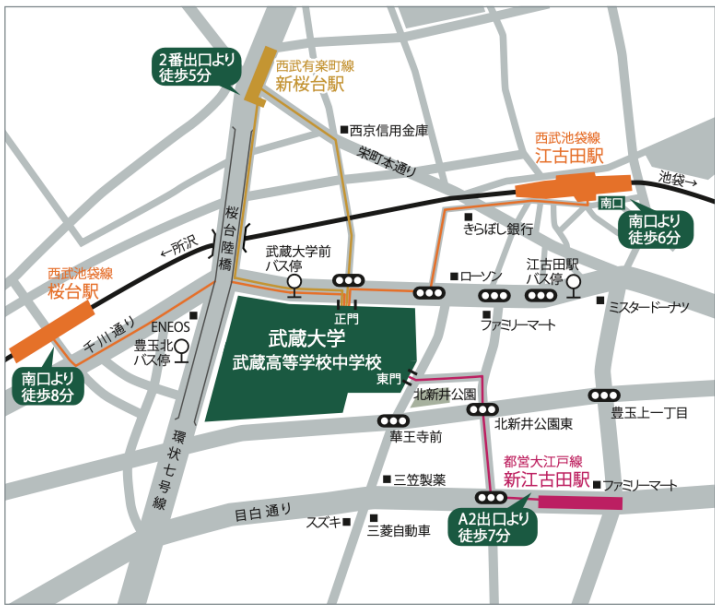 2番出口より
徒歩5分
西武有楽町線
新桜台駅
西京信用金庫
栄町本通り
西武池袋線
江古田駅
池袋→
南口
南口より
徒歩6分
きらぼし銀行
桜台陸橋
←所沢
武蔵大学前
バス停
江古田駅
バス停
西武池袋線
桜台駅
ローソン
ミスタードーナツ
千川通り
ENEOS
正門
ファミリーマート
豊玉北
バス停
武蔵大学
武蔵高等学校中学校
南口より
徒歩8分
東門
北新井公園
華王寺前
北新井公園東
豊玉上一丁目
環状七号線
都営大江戸線
新江古田駅
三笠製薬
ファミリーマート
目白通り
スズキ
三菱自動車
A2出口より
徒歩7分